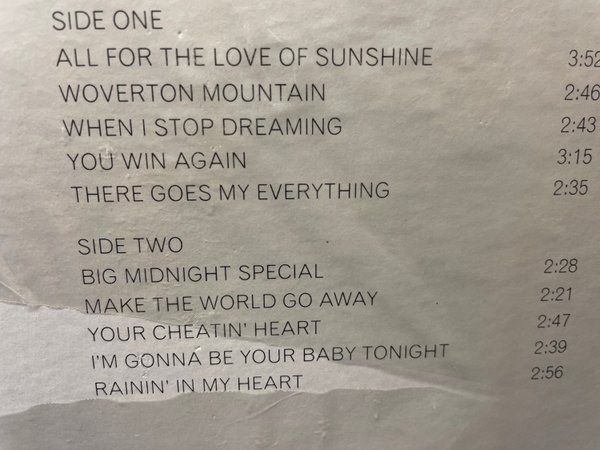 SIDE ONE
ALL FOR THE LOVE OF SUNSHINE 3:52
WOVERTON MOUNTAIN 2:46
WHEN I STOP DREAMING 2:43
YOU WIN AGAIN 3:15
THERE GOES MY EVERYTHING 2:35
SIDE TWO
BIG MIDNIGHT SPECIAL 2:28
MAKE THE WORLD GO AWAY 2:21
YOUR CHEATIN' HEART 2:47
I'M GONNA BE YOUR BABY TONIGHT 2:39
RAININ' IN MY HEART 2:56